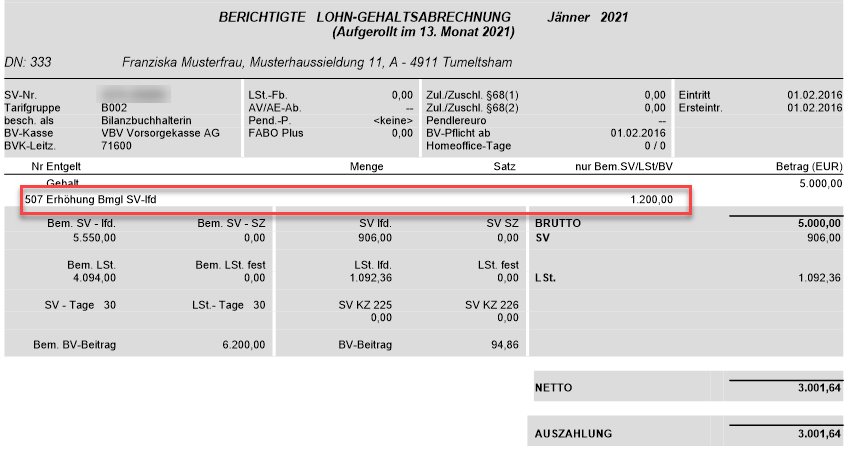 BERICHTIGTE LOHN-GEHALTSABRECHNUNG Jänner 2021
(Aufgerollt im 13. Monat 2021)
DN: 333 Franziska Musterfrau, Musterhaussiedlung 11, A - 4911 Tumeltsham
SV-Nr. LSt.-Fb. 0,00 Zul./Zuschl. §68(1) 0,00 Eintritt 01.02.2016
Tarifgruppe B002 AV/AE-Ab. -- Zul./Zuschl. §68(2) 0,00 Ersteintr. 01.02.2016
besch. als Bilanzbuchhalterin Pend.-P. <keine> Pendlereuro --
BV-Kasse VBV Vorsorgekasse AG FABO Plus 0,00 BV-Pflicht ab 01.02.2016
BVK-Leitz. 71600 Homeoffice-Tage 0 / 0
Nr Entgelt Menge Satz nur Bem.SV/LSt/BV Betrag (EUR)
Gehalt 5.000,00
507 Erhöhung Bmgl SV-lfd 1.200,00
Bem. SV - lfd. Bem. SV - SZ SV lfd. SV SZ BRUTTO 5.000,00
5.550,00 0,00 906,00 0,00 SV 906,00
Bem. LSt. Bem. LSt. fest LSt. lfd. LSt. fest
4.094,00 0,00 1.092,36 0,00 LSt. 1.092,36
SV - Tage 30 LSt.- Tage 30 SV KZ 225 SV KZ 226
0,00 0,00
Bem. BV-Beitrag 6.200,00 BV-Beitrag 94,86
NETTO 3.001,64
AUSZAHLUNG 3.001,64